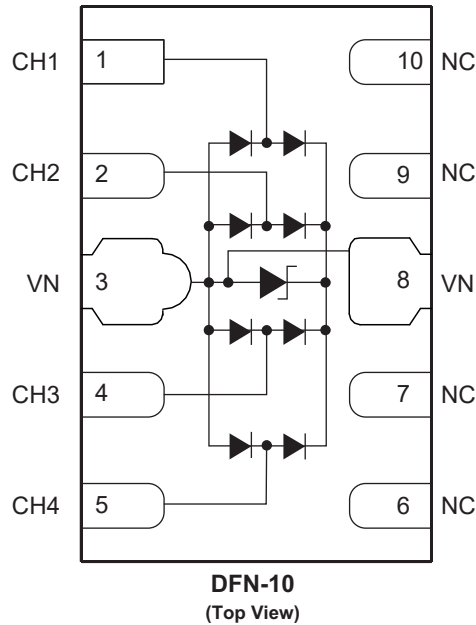 CH1 1 10 NC
CH2 2 9 NC
VN 3 8 VN
CH3 4 7 NC
CH4 5 6 NC
DFN-10
(Top View)